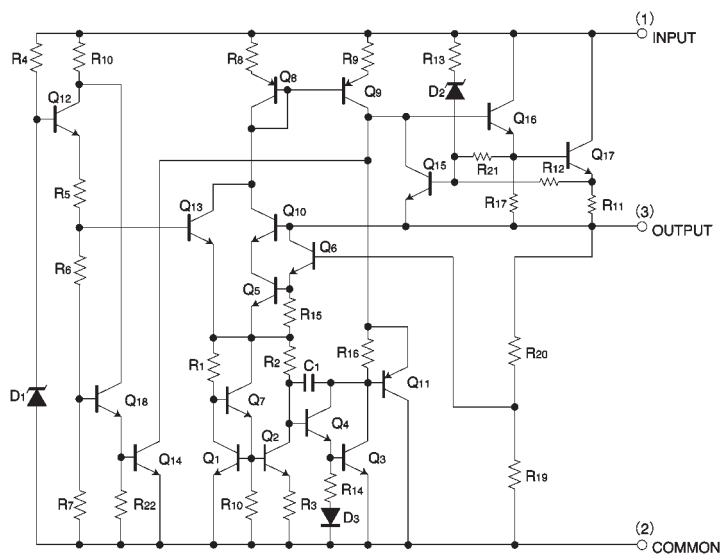 (1)
INPUT
R4
R10
R8
R9
R13
Q8
D2
Q12
Q9
Q16
Q15
R21
R12
Q17
R5
Q13
Q10
R17
R11
(3)
OUTPUT
Q6
R6
Q5
R15
R1
R2
C1
R16
R20
Q11
D1
Q18
Q7
Q4
Q14
Q1
Q2
Q3
R19
R14
R7
R22
R10
R3
D3
(2)
COMMON